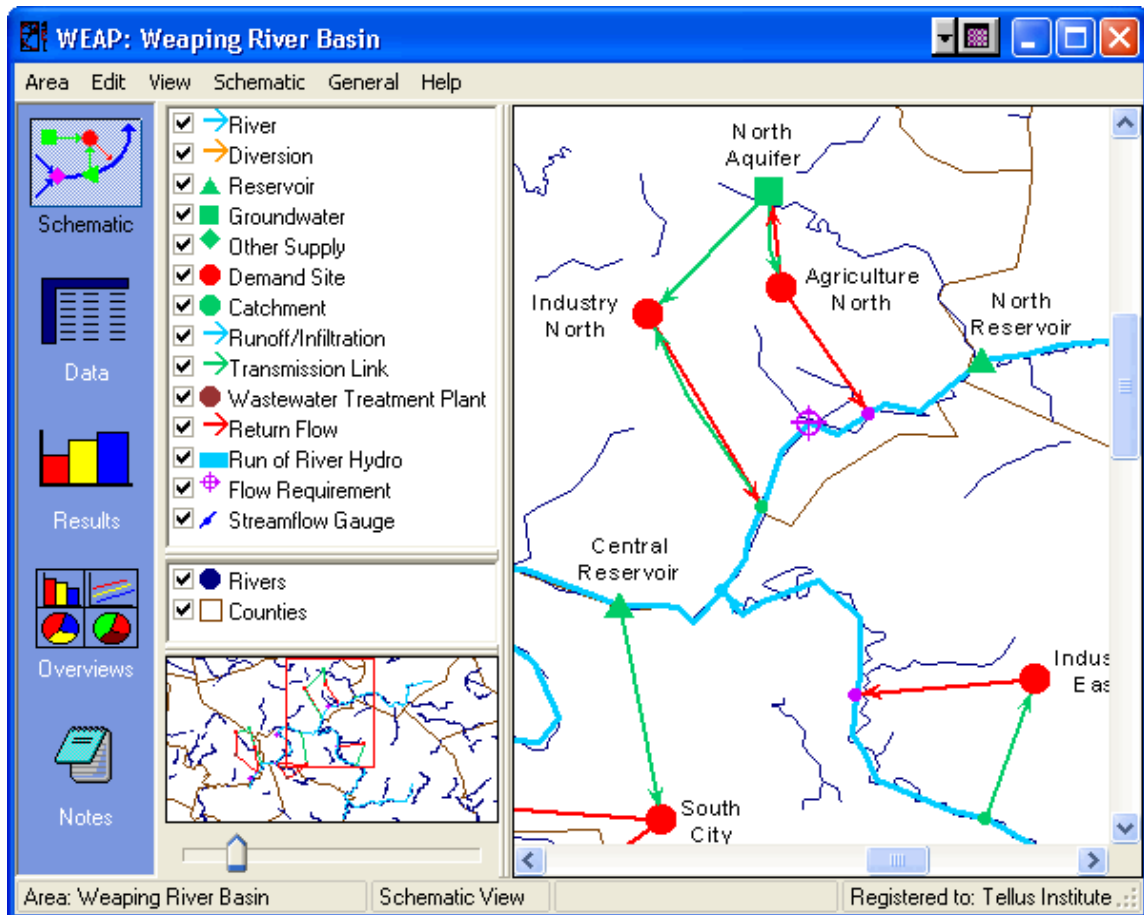 WEAP: Weaping River Basin
Area Edit View Schematic General Help
Schematic
Data
Results
Overviews
Notes
River
Diversion
Reservoir
Groundwater
Other Supply
Demand Site
Catchment
Runoff/Infiltration
Transmission Link
Wastewater Treatment Plant
Return Flow
Run of River Hydro
Flow Requirement
Streamflow Gauge
Rivers
Counties
North
Aquifer
Industry
North
Agriculture
North
North
Reservoir
Central
Reservoir
Indus
Eas
South
City
Area: Weaping River Basin
Schematic View
Registered to: Tellus Institute